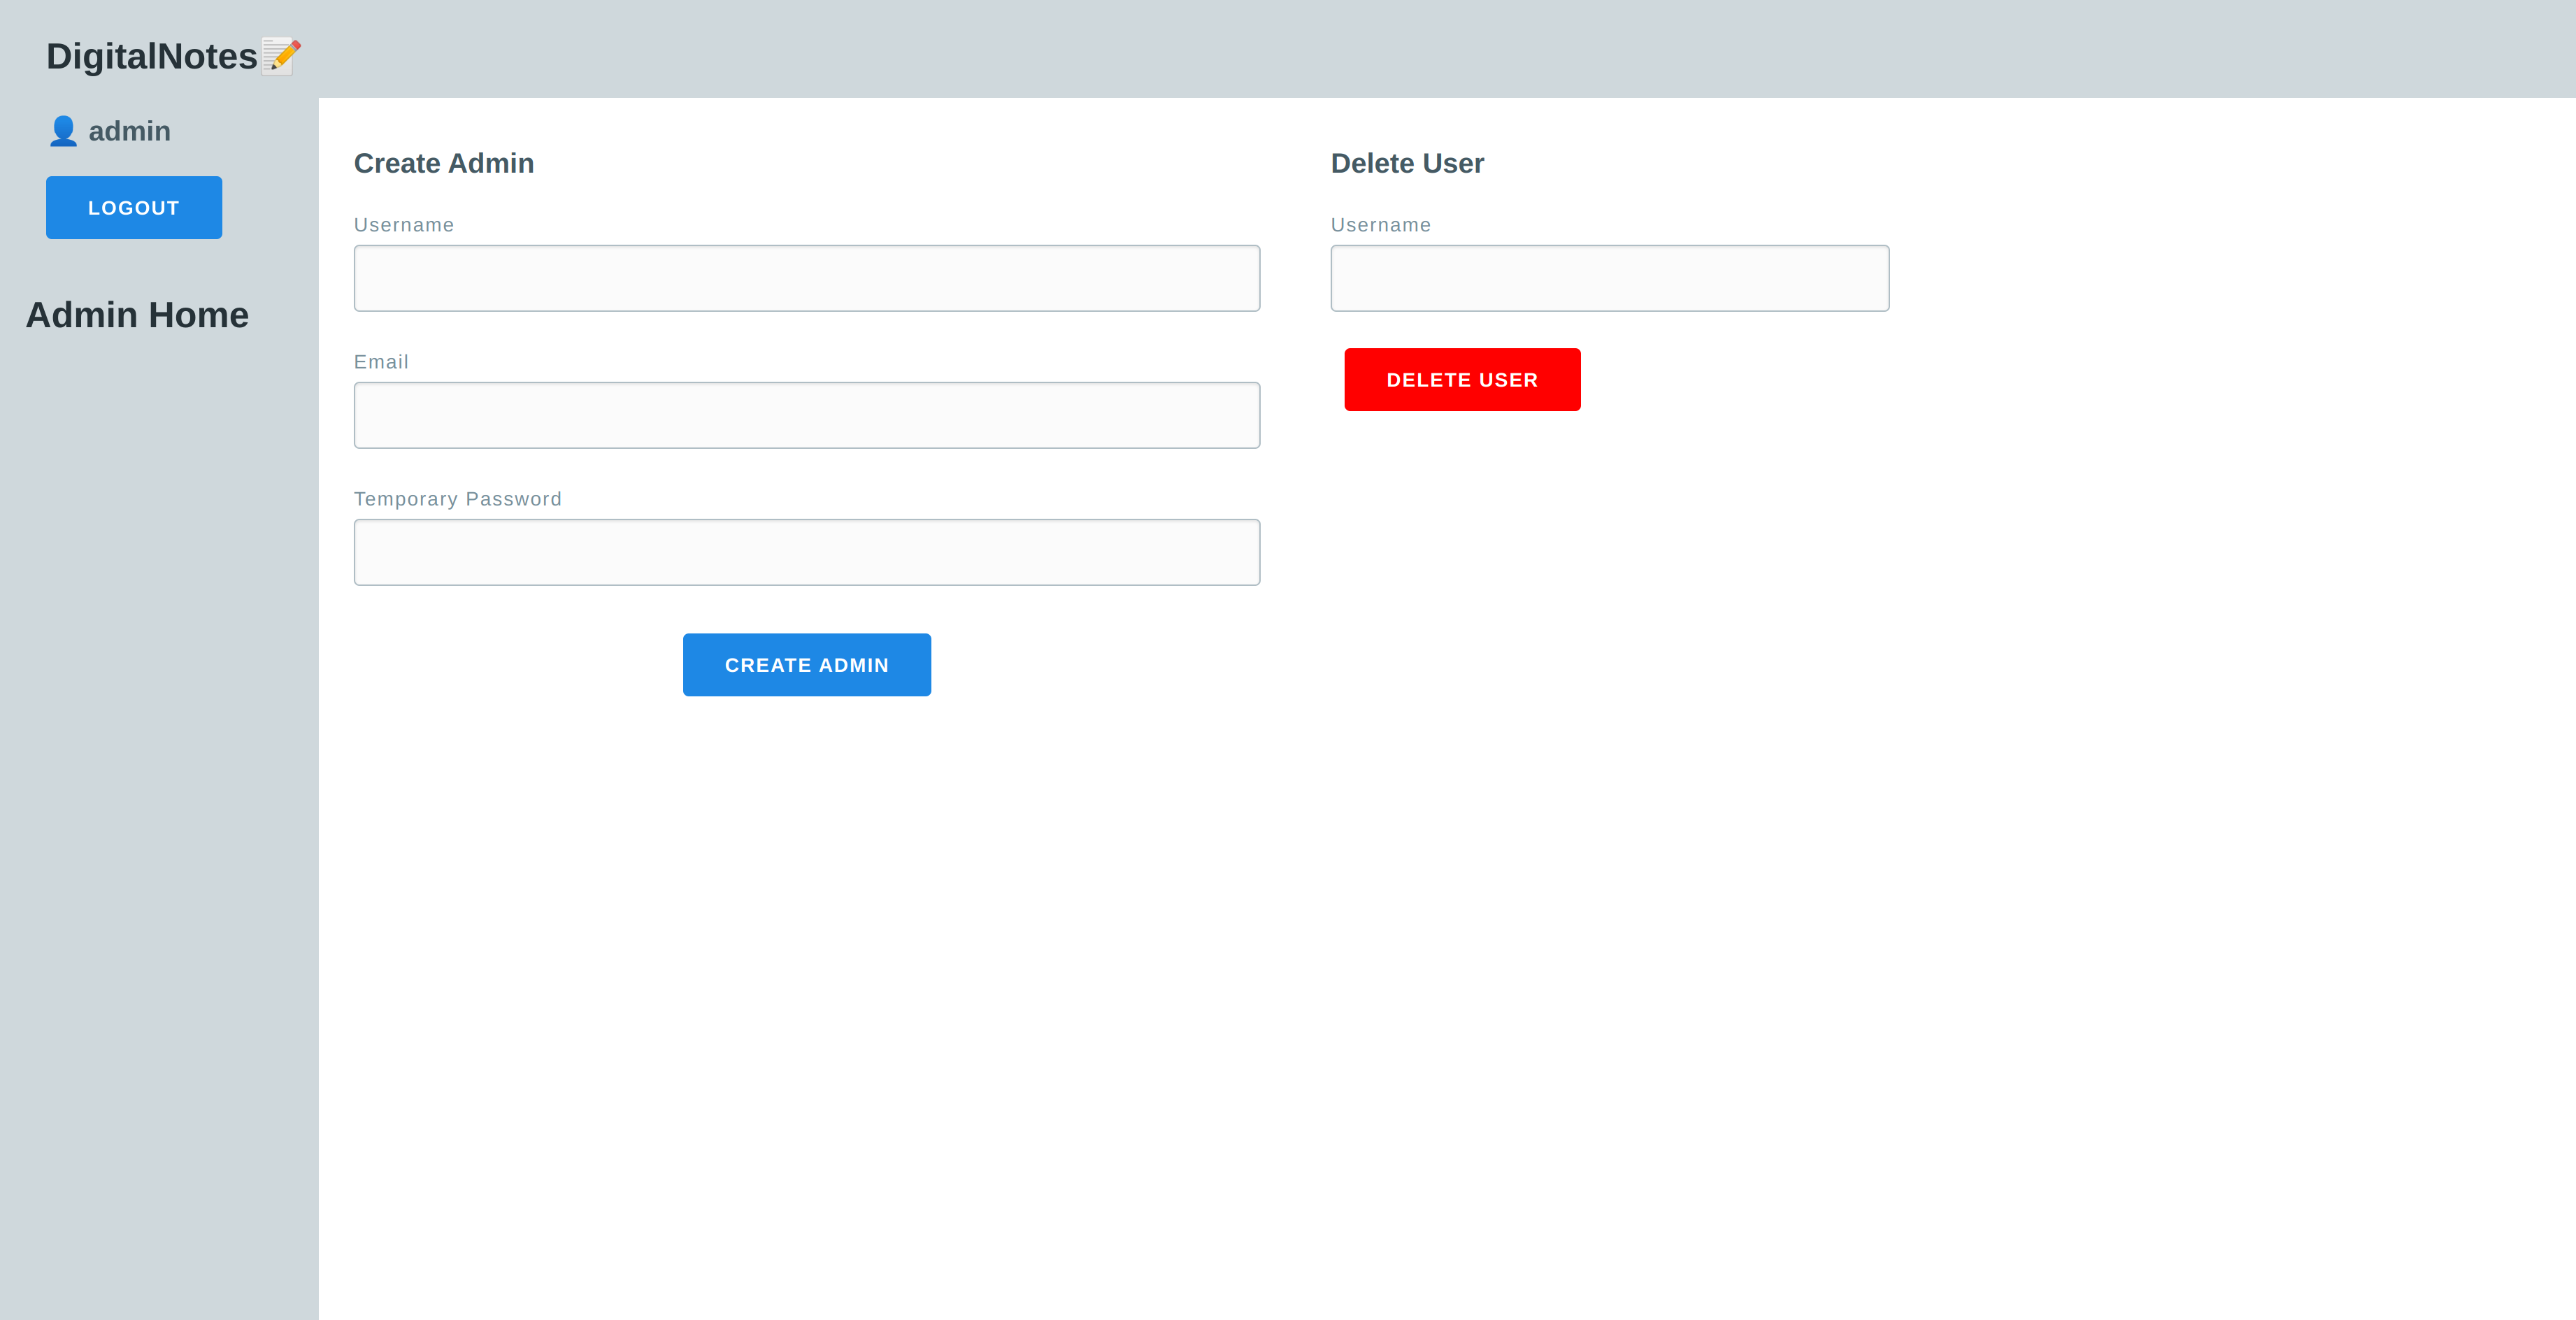 DigitalNotes📝
👤 admin
LOGOUT
Admin Home
Create Admin
Username
Email
Temporary Password
CREATE ADMIN
Delete User
Username
DELETE USER